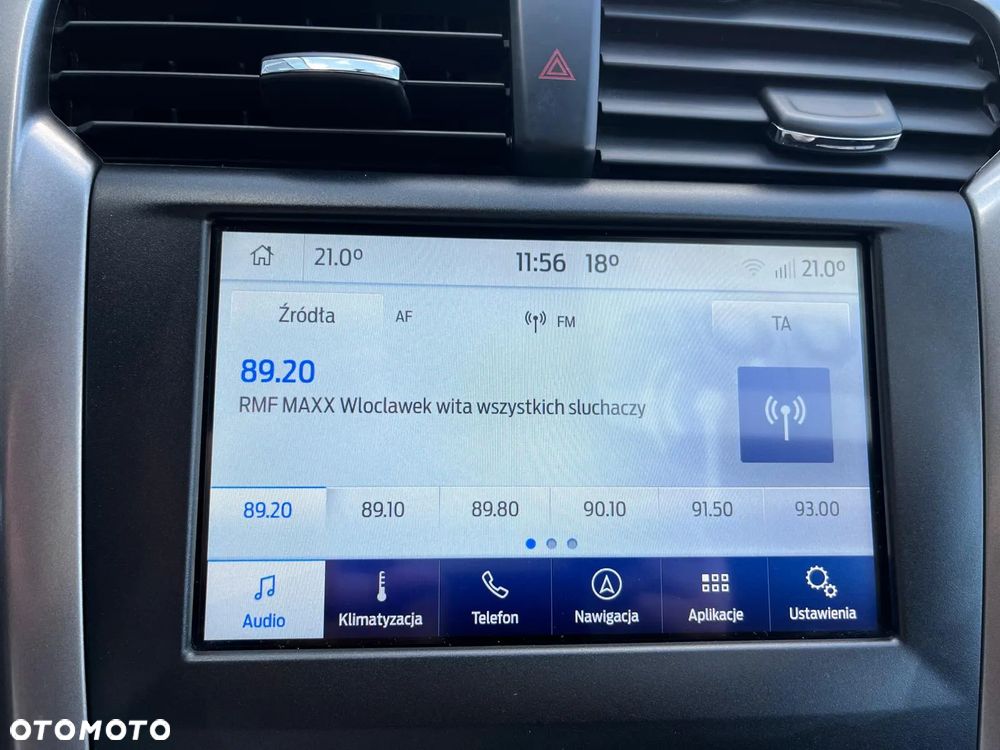 21.0° 11:56 18° 21.0°
Źródła AF FM TA
89.20
RMF MAXX Wloclawek wita wszystkich sluchaczy
89.20 89.10 89.80 90.10 91.50 93.00
Audio Klimatyzacja Telefon Nawigacja Aplikacje Ustawienia
OTOMOTO